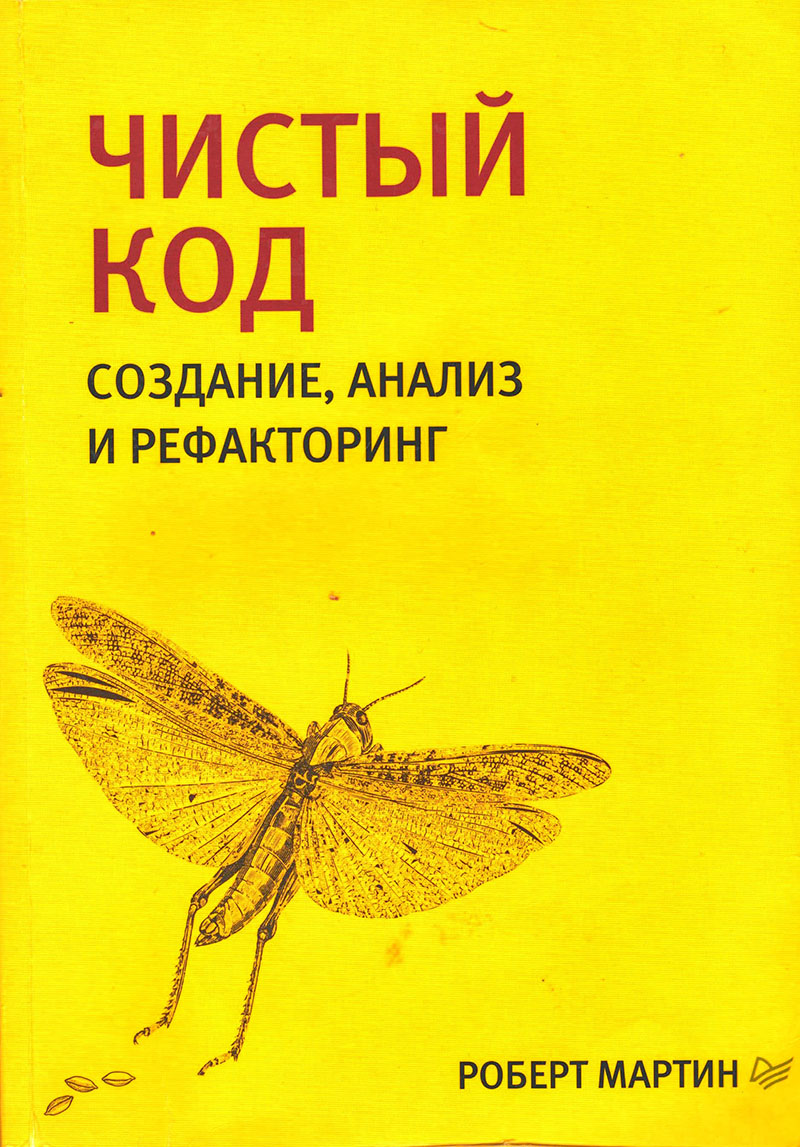 ЧИСТЫЙ
КОД
СОЗДАНИЕ, АНАЛИЗ
И РЕФАКТОРИНГ
РОБЕРТ МАРТИН